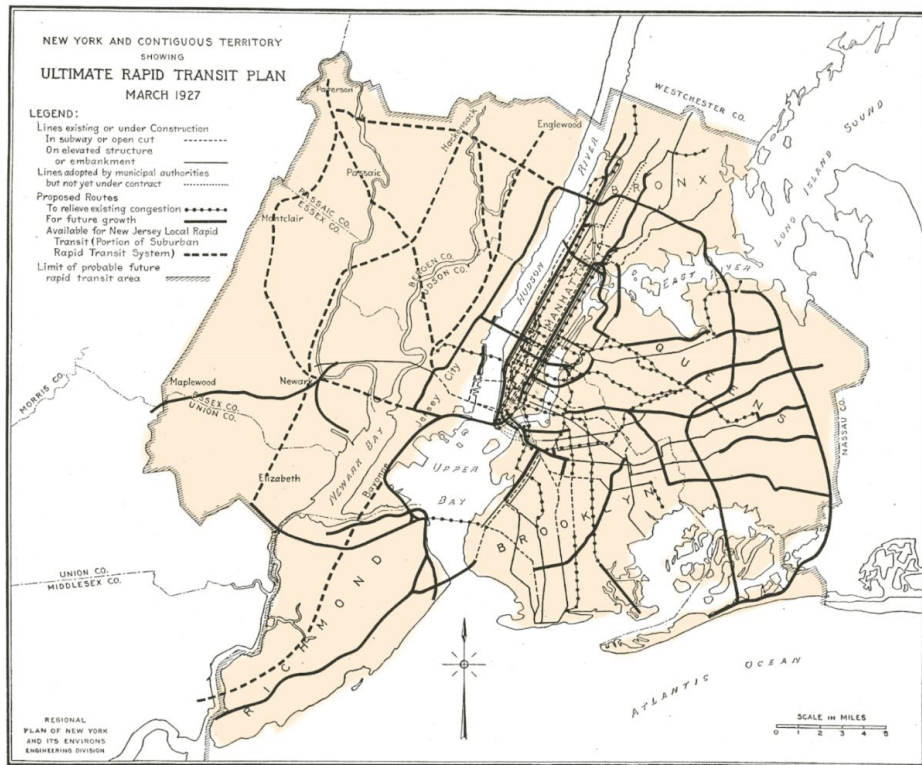 NEW YORK AND CONTIGUOUS TERRITORY
SHOWING
ULTIMATE RAPID TRANSIT PLAN
MARCH 1927
LEGEND:
Lines existing or under Construction
In subway or open cut
On elevated structure
or embankment
Lines adopted by municipal authorities
but not yet under contract
Proposed Routes
To relieve existing congestion
For future growth
Available for New Jersey Local Rapid
Transit (Portion of Suburban
Rapid Transit System)
Limit of probable future
rapid transit area
Paterson
Hackensack
Englewood
Passaic
PASSAIC CO.
ESSEX CO.
Montclair
BERGEN CO.
HUDSON CO.
HUDSON
RIVER
WESTCHESTER CO.
LONG ISLAND SOUND
BRONX
MANHATTAN
EAST RIVER
QUEENS
NASSAU CO.
MORRIS CO.
Maplewood
Newark
ESSEX CO.
UNION CO.
Jersey City
NEWARK BAY
Bayonne
UPPER
BAY
Elizabeth
BROOKLYN
UNION CO.
MIDDLESEX CO.
RICHMOND
ATLANTIC OCEAN
REGIONAL
PLAN OF NEW YORK
AND ITS ENVIRONS
ENGINEERING DIVISION
SCALE IN MILES
0 1 2 3 4 5